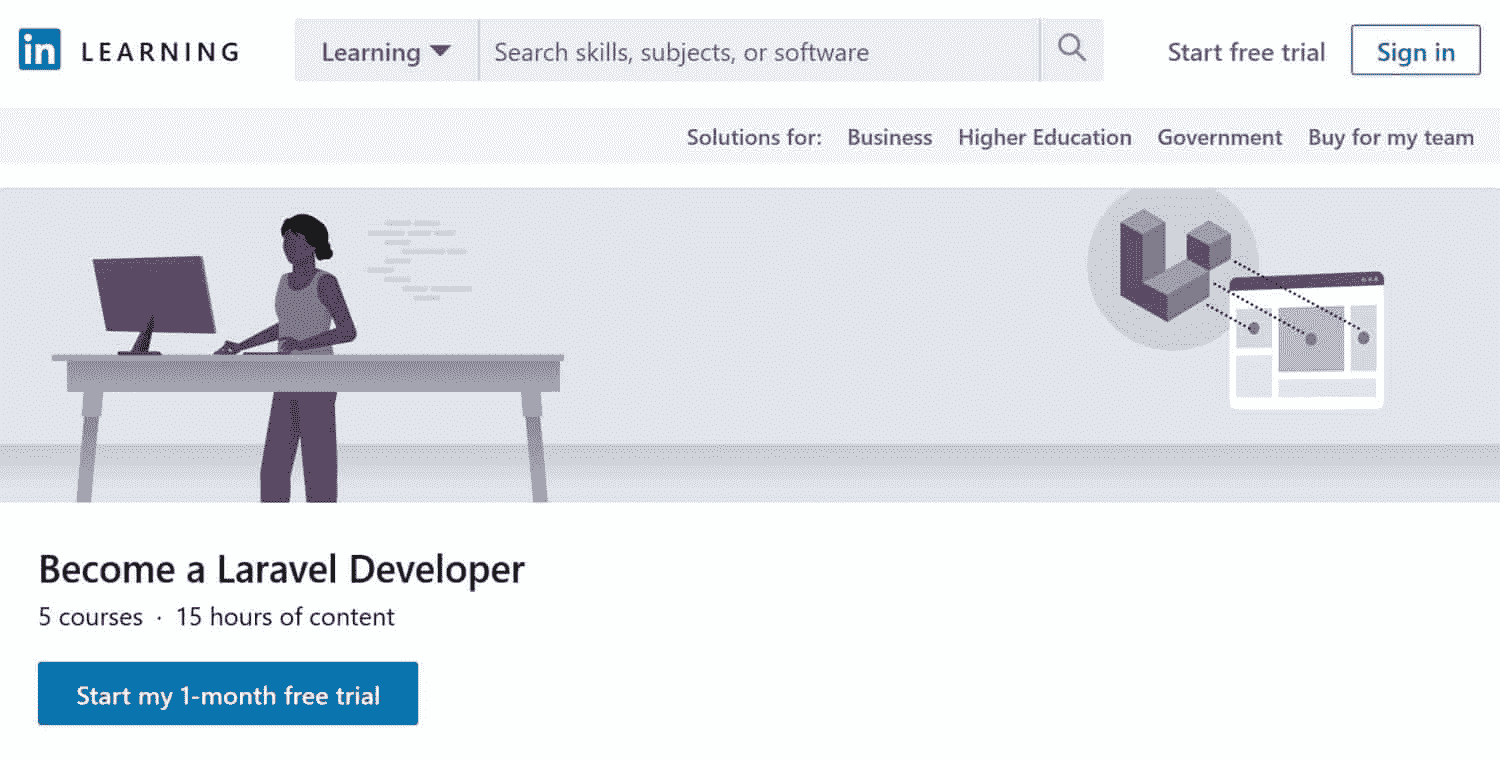 in LEARNING
Learning
Search skills, subjects, or software
Start free trial
Sign in
Solutions for: Business Higher Education Government Buy for my team
Become a Laravel Developer
5 courses · 15 hours of content
Start my 1-month free trial